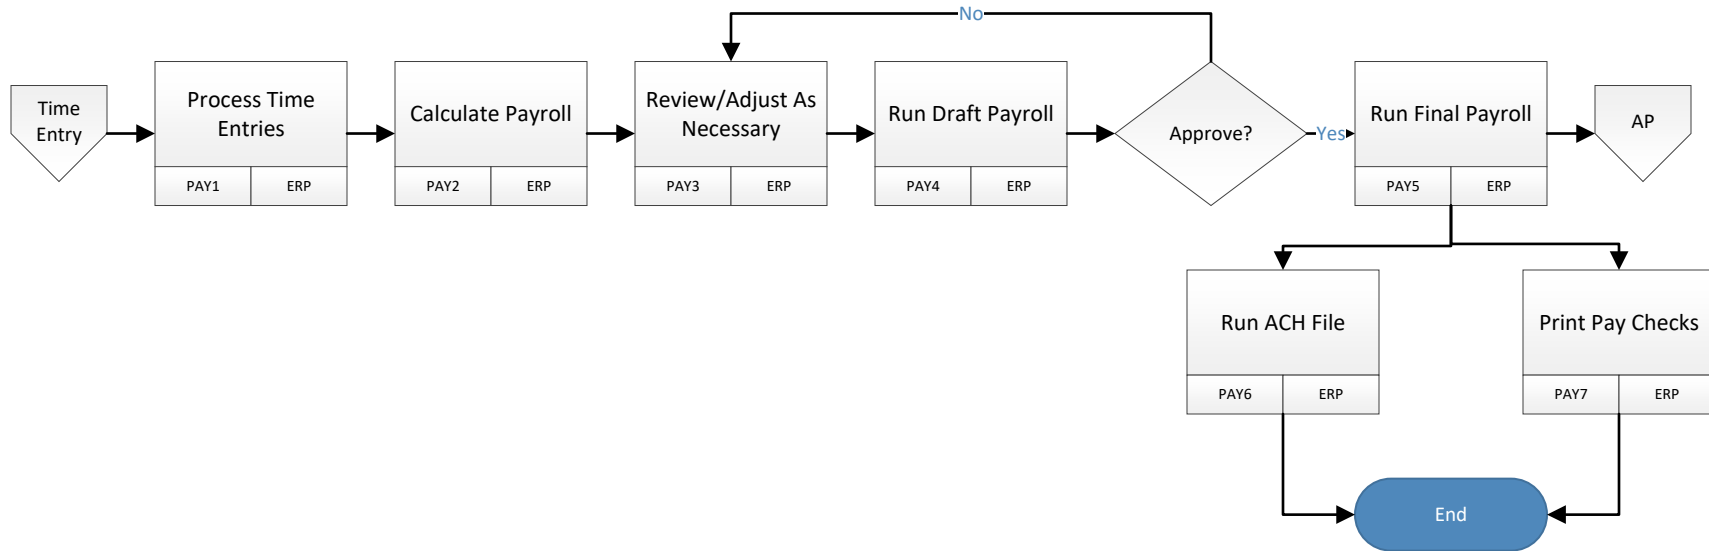 No
Time
Entry
Process Time
Entries
PAY1 ERP
Calculate Payroll
PAY2 ERP
Review/Adjust As
Necessary
PAY3 ERP
Run Draft Payroll
PAY4 ERP
Approve?
Yes
Run Final Payroll
PAY5 ERP
AP
Run ACH File
PAY6 ERP
Print Pay Checks
PAY7 ERP
End